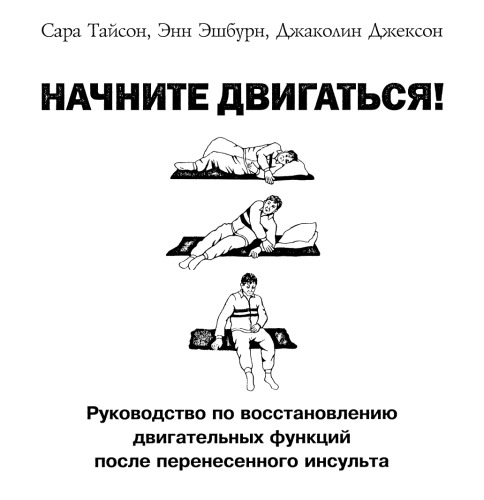 Сара Тайсон, Энн Эшбурн, Джаколин Джексон
НАЧНИТЕ ДВИГАТЬСЯ!
Руководство по восстановлению
двигательных функций
после перенесенного инсульта